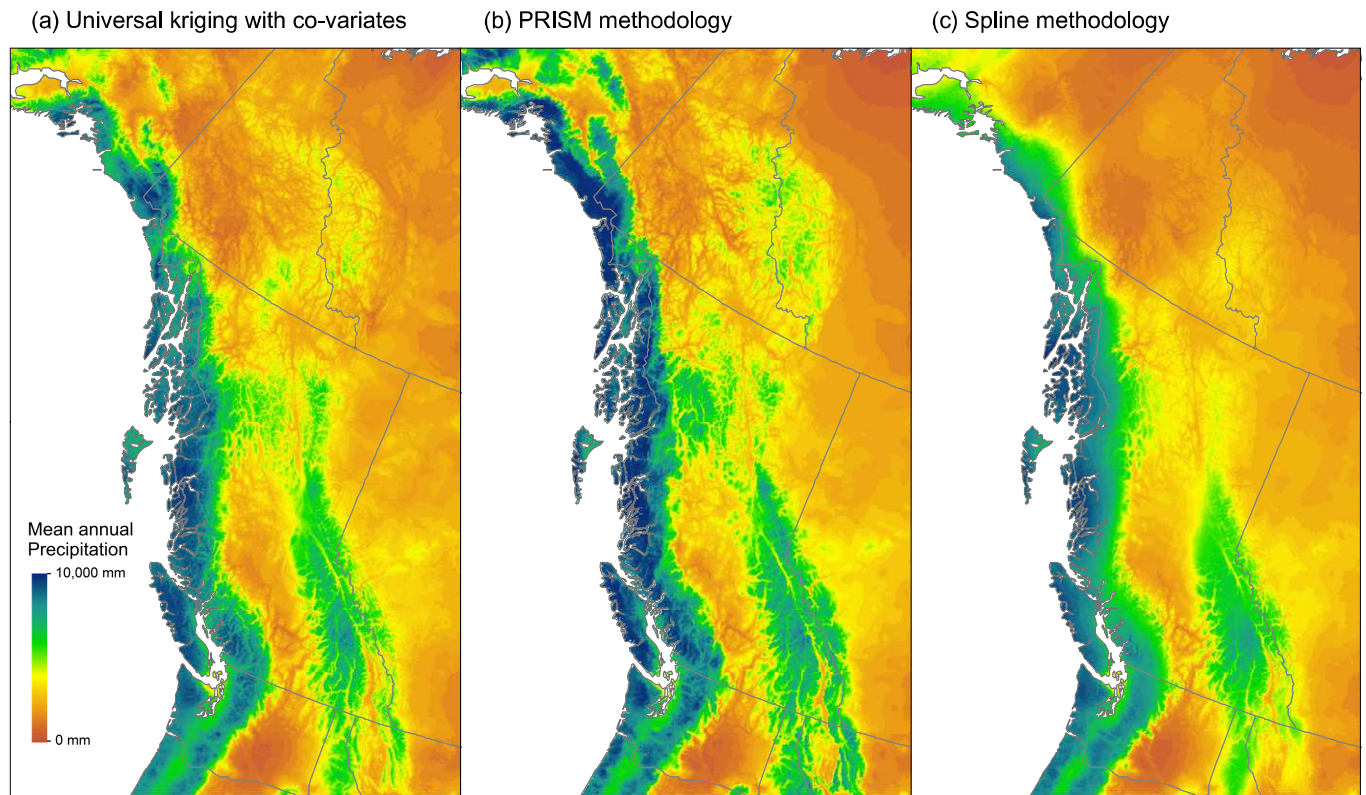 (a) Universal kriging with co-variates
(b) PRISM methodology
(c) Spline methodology
Mean annual
Precipitation
10,000 mm
0 mm